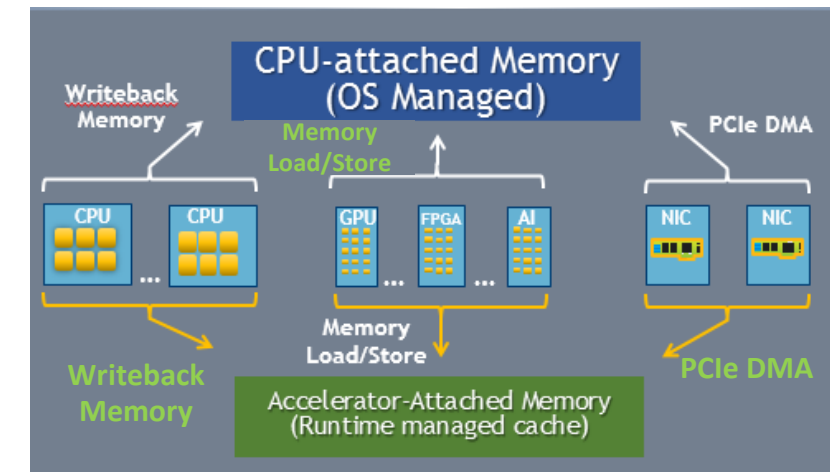 CPU-attached Memory
(OS Managed)
Writeback
Memory
Memory
Load/Store
PCIe DMA
CPU
CPU
GPU
FPGA
AI
NIC
NIC
...
...
...
Memory
Load/Store
Writeback
Memory
PCIe DMA
Accelerator-Attached Memory
(Runtime managed cache)